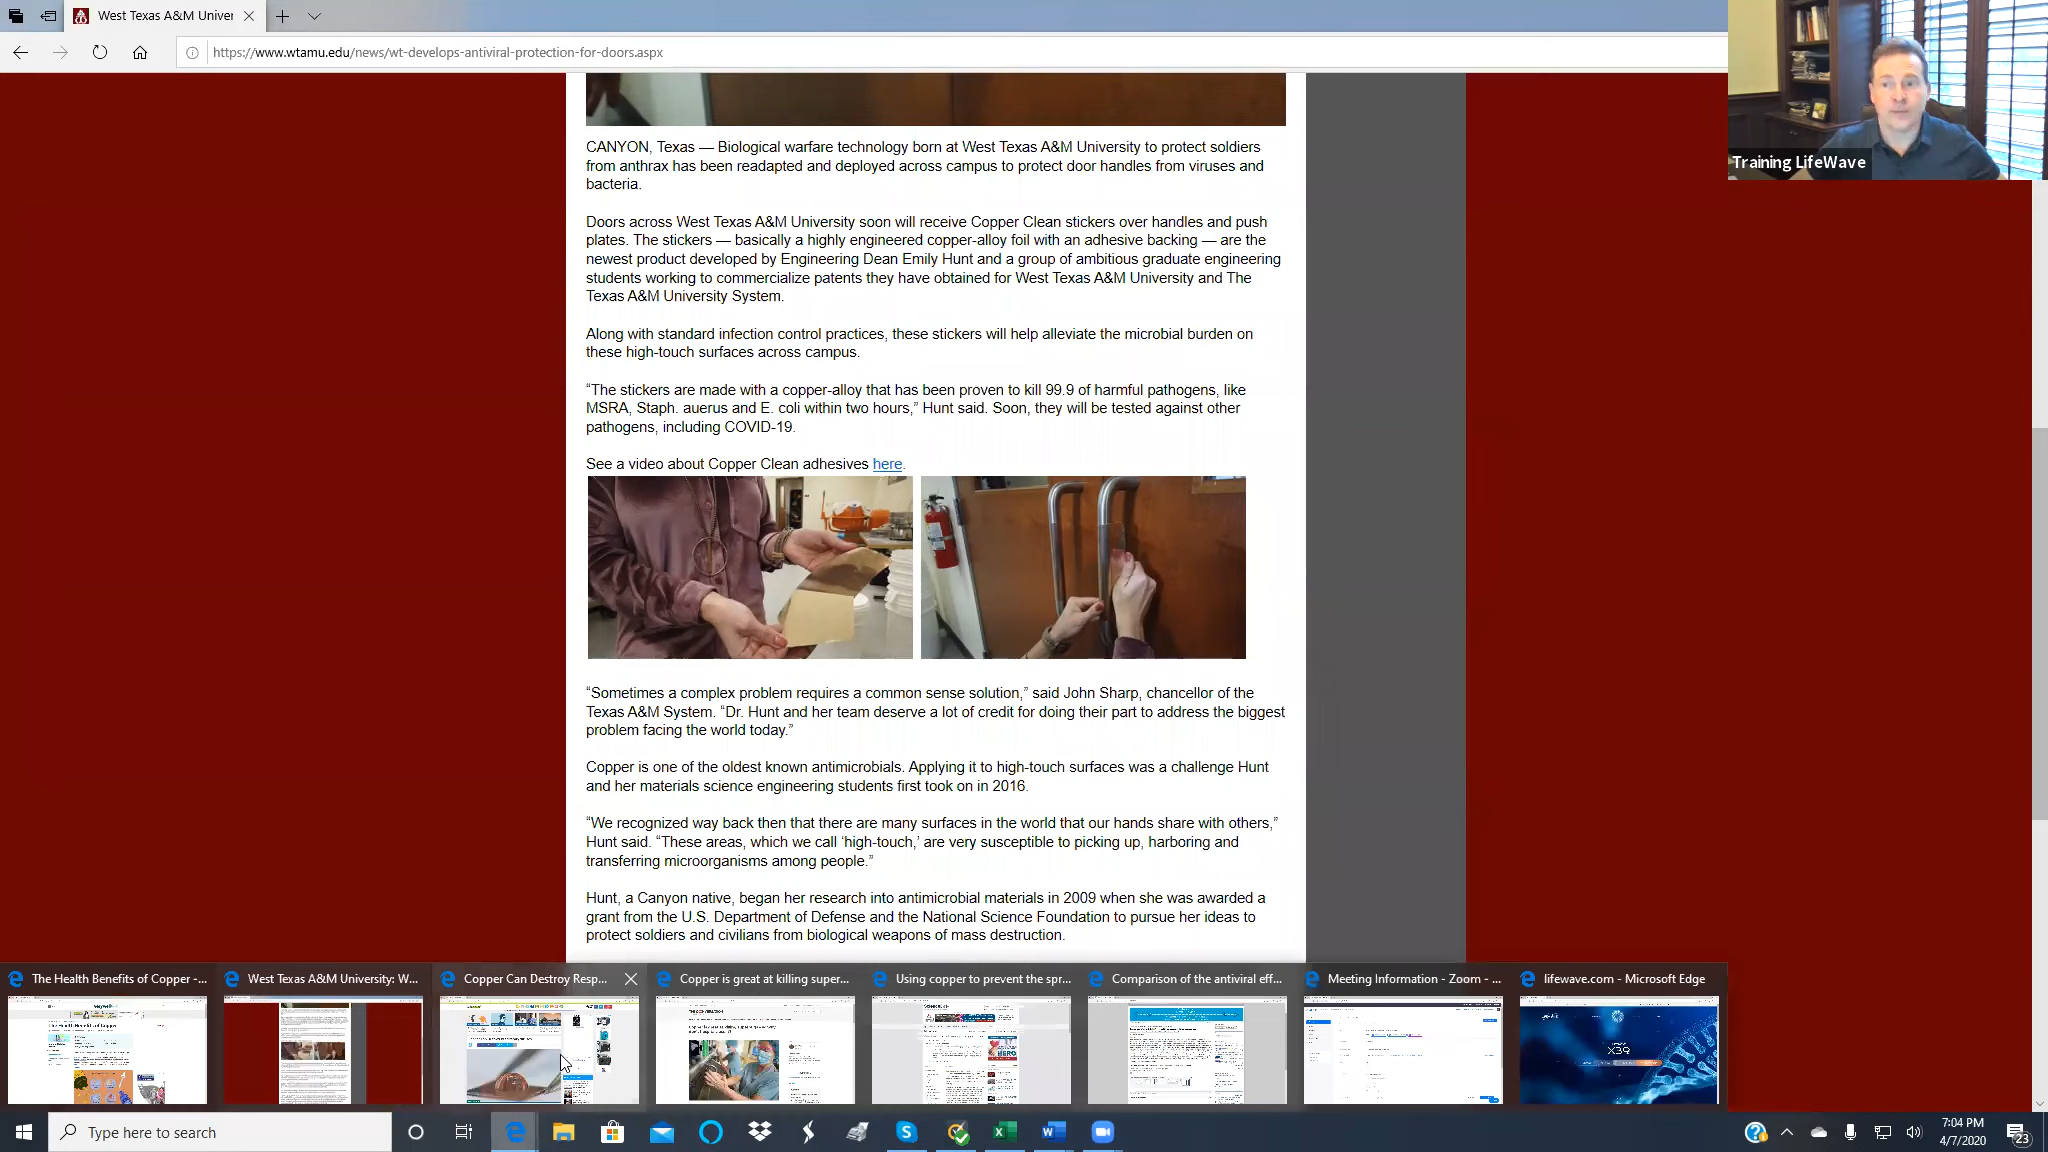 West Texas A&M Univer
https://www.wtamu.edu/news/wt-develops-antiviral-protection-for-doors.aspx
Training LifeWave
CANYON, Texas — Biological warfare technology born at West Texas A&M University to protect soldiers
from anthrax has been readapted and deployed across campus to protect door handles from viruses and
bacteria.
Doors across West Texas A&M University soon will receive Copper Clean stickers over handles and push
plates. The stickers — basically a highly engineered copper-alloy foil with an adhesive backing — are the
newest product developed by Engineering Dean Emily Hunt and a group of ambitious graduate engineering
students working to commercialize patents they have obtained for West Texas A&M University and The
Texas A&M University System.
Along with standard infection control practices, these stickers will help alleviate the microbial burden on
these high-touch surfaces across campus.
“The stickers are made with a copper-alloy that has been proven to kill 99.9 of harmful pathogens, like
MSRA, Staph. auerus and E. coli within two hours,” Hunt said. Soon, they will be tested against other
pathogens, including COVID-19.
See a video about Copper Clean adhesives here.
“Sometimes a complex problem requires a common sense solution,” said John Sharp, chancellor of the
Texas A&M System. “Dr. Hunt and her team deserve a lot of credit for doing their part to address the biggest
problem facing the world today.”
Copper is one of the oldest known antimicrobials. Applying it to high-touch surfaces was a challenge Hunt
and her materials science engineering students first took on in 2016.
“We recognized way back then that there are many surfaces in the world that our hands share with others,”
Hunt said. “These areas, which we call ‘high-touch,’ are very susceptible to picking up, harboring and
transferring microorganisms among people.”
Hunt, a Canyon native, began her research into antimicrobial materials in 2009 when she was awarded a
grant from the U.S. Department of Defense and the National Science Foundation to pursue her ideas to
protect soldiers and civilians from biological weapons of mass destruction.
The Health Benefits of Copper -...
West Texas A&M University: W...
Copper Can Destroy Resp...
Copper is great at killing super...
Using copper to prevent the spr...
Comparison of the antiviral eff...
Meeting Information - Zoom - ...
lifewave.com - Microsoft Edge
The Health Benefits of Copper
X39
Type here to search
7:04 PM
4/7/2020
23